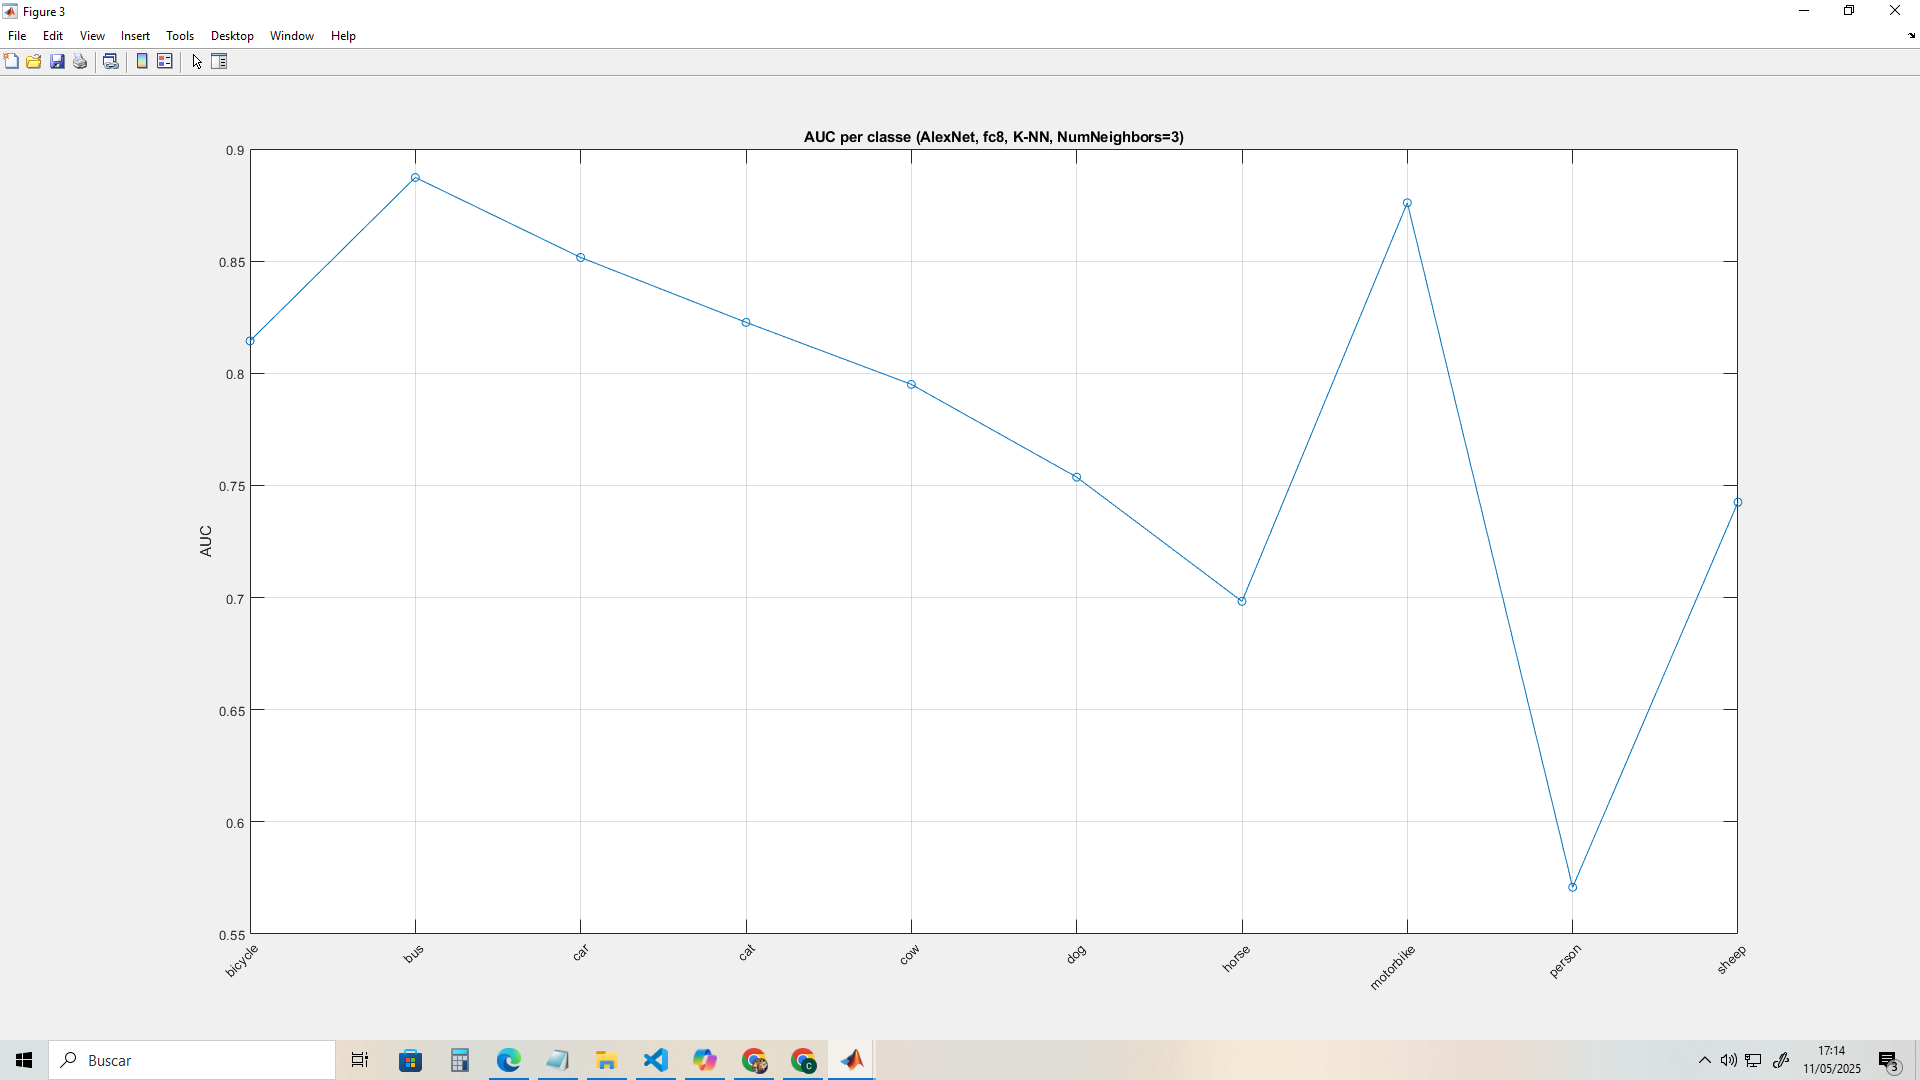 Figure 3
File Edit View Insert Tools Desktop Window Help
AUC per classe (AlexNet, fc8, K-NN, NumNeighbors=3)
0.9
0.85
0.8
0.75
0.7
0.65
0.6
0.55
AUC
bicycle bus car cat cow dog horse motorbike person sheep
Buscar
C
17:14
11/05/2025
3